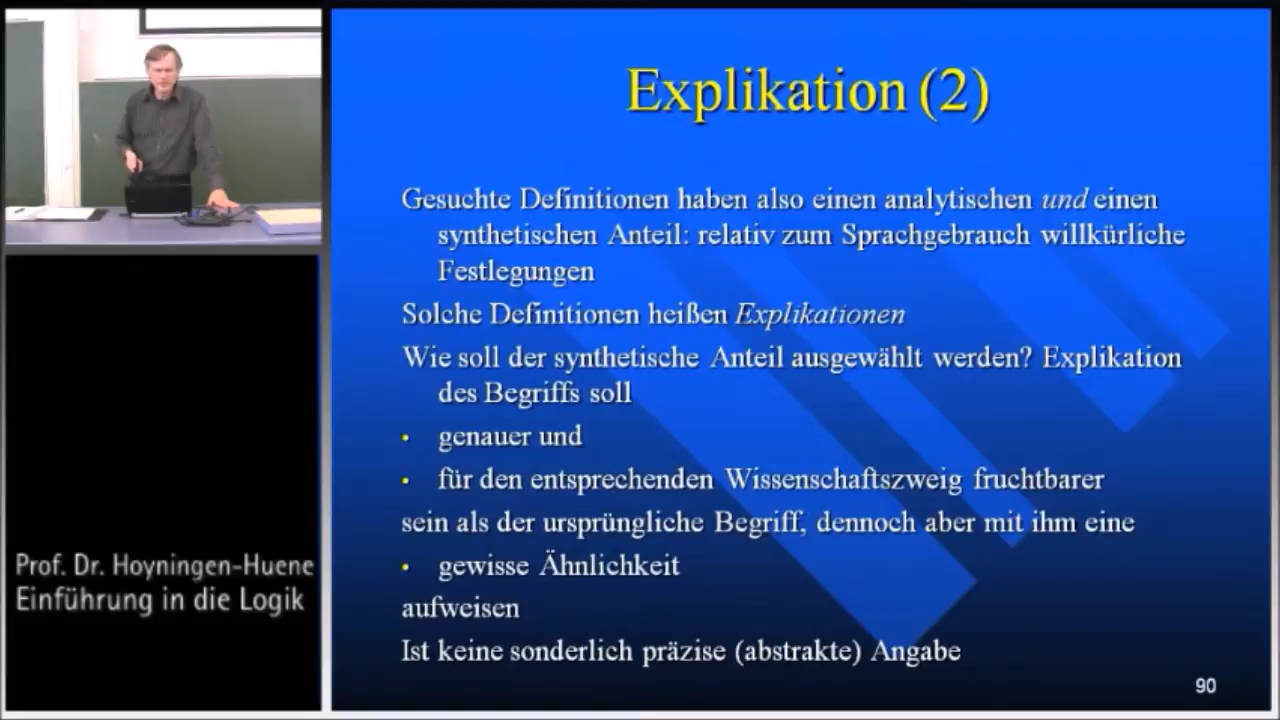 Explikation (2)
Gesuchte Definitionen haben also einen analytischen und einen
synthetischen Anteil: relativ zum Sprachgebrauch willkürliche
Festlegungen
Solche Definitionen heißen Explikationen
Wie soll der synthetische Anteil ausgewählt werden? Explikation
des Begriffs soll
• genauer und
• für den entsprechenden Wissenschaftszweig fruchtbarer
sein als der ursprüngliche Begriff, dennoch aber mit ihm eine
• gewisse Ähnlichkeit
aufweisen
Ist keine sonderlich präzise (abstrakte) Angabe
90
Prof. Dr. Hoyningen-Huene
Einführung in die Logik